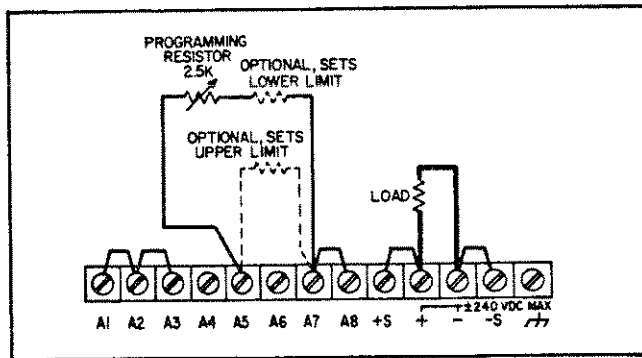 PROGRAMMING
RESISTOR
2.5K
OPTIONAL, SETS
LOWER LIMIT
OPTIONAL, SETS
UPPER LIMIT
LOAD
±240 VDC MAX
A1 A2 A3 A4 A5 A6 A7 A8 +S + - -S